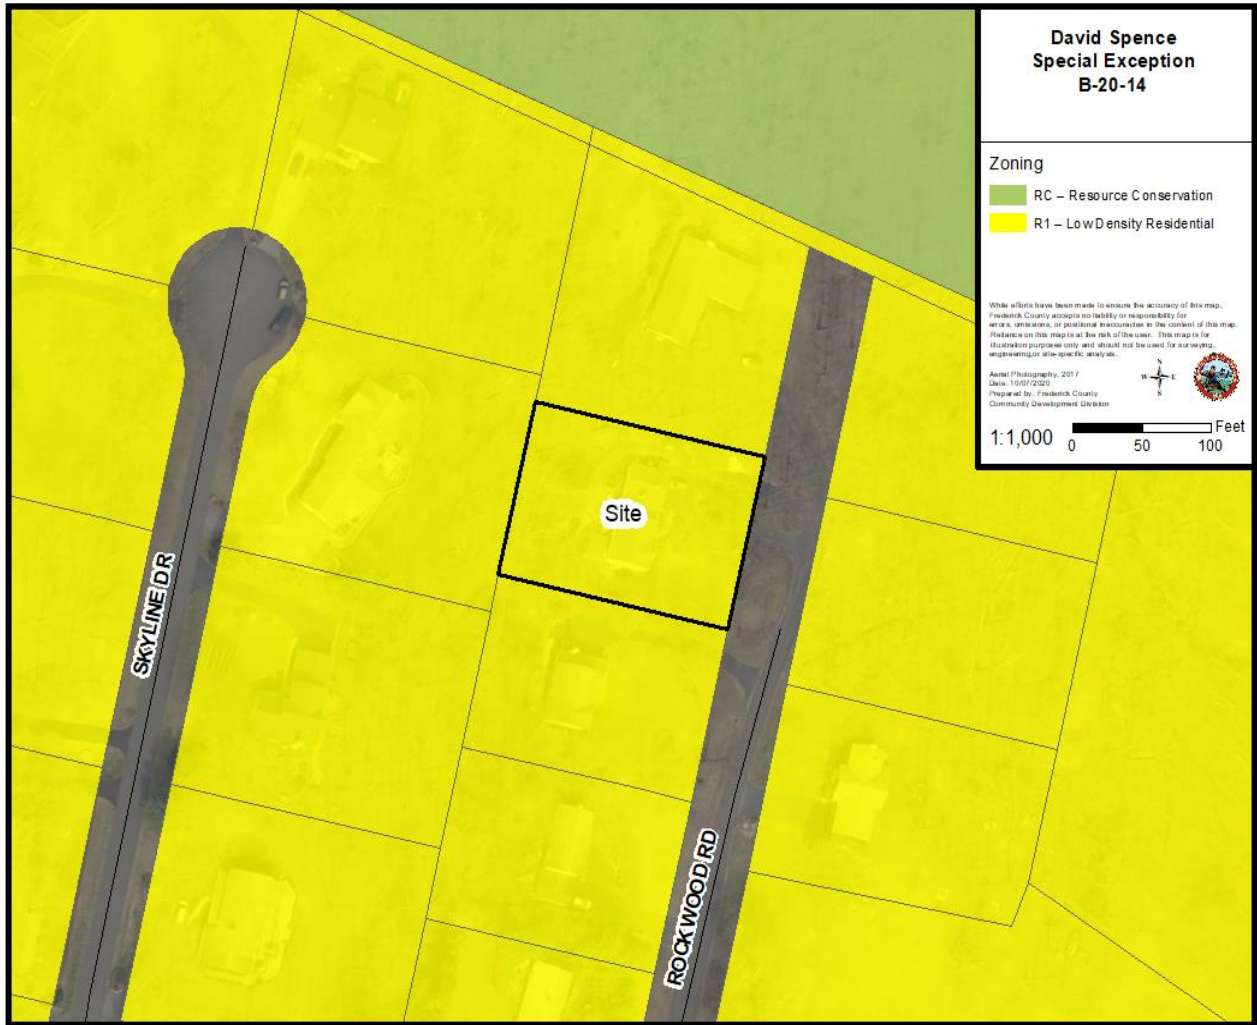 David Spence
Special Exception
B-20-14
Zoning
RC – Resource Conservation
R1 – Low Density Residential
While efforts have been made to ensure the accuracy of this map,
Frederick County accepts no liability or responsibility for
errors, omissions, or positional inaccuracies in the content of this map.
Reliance on this map is at the risk of the user. This map is for
illustration purposes only and should not be used for surveying,
engineering,or site-specific analysis.
Aerial Photography, 2017
Date: 10/07/2020
Prepared by: Frederick County
Community Development Division
N
W E
S
1:1,000
Feet
0 50 100
Site
SKYLINE DR
ROCKWOOD RD